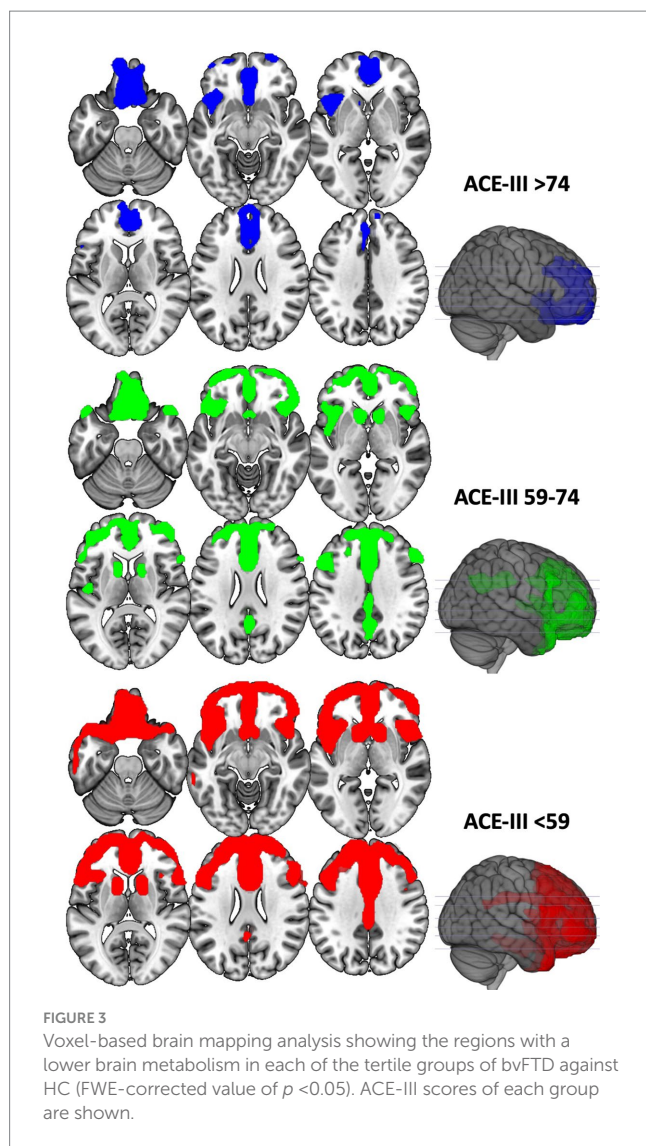 ACE-III >74
ACE-III 59-74
ACE-III <59
FIGURE 3
Voxel-based brain mapping analysis showing the regions with a
lower brain metabolism in each of the tertile groups of bvFTD against
HC (FWE-corrected value of p <0.05). ACE-III scores of each group
are shown.